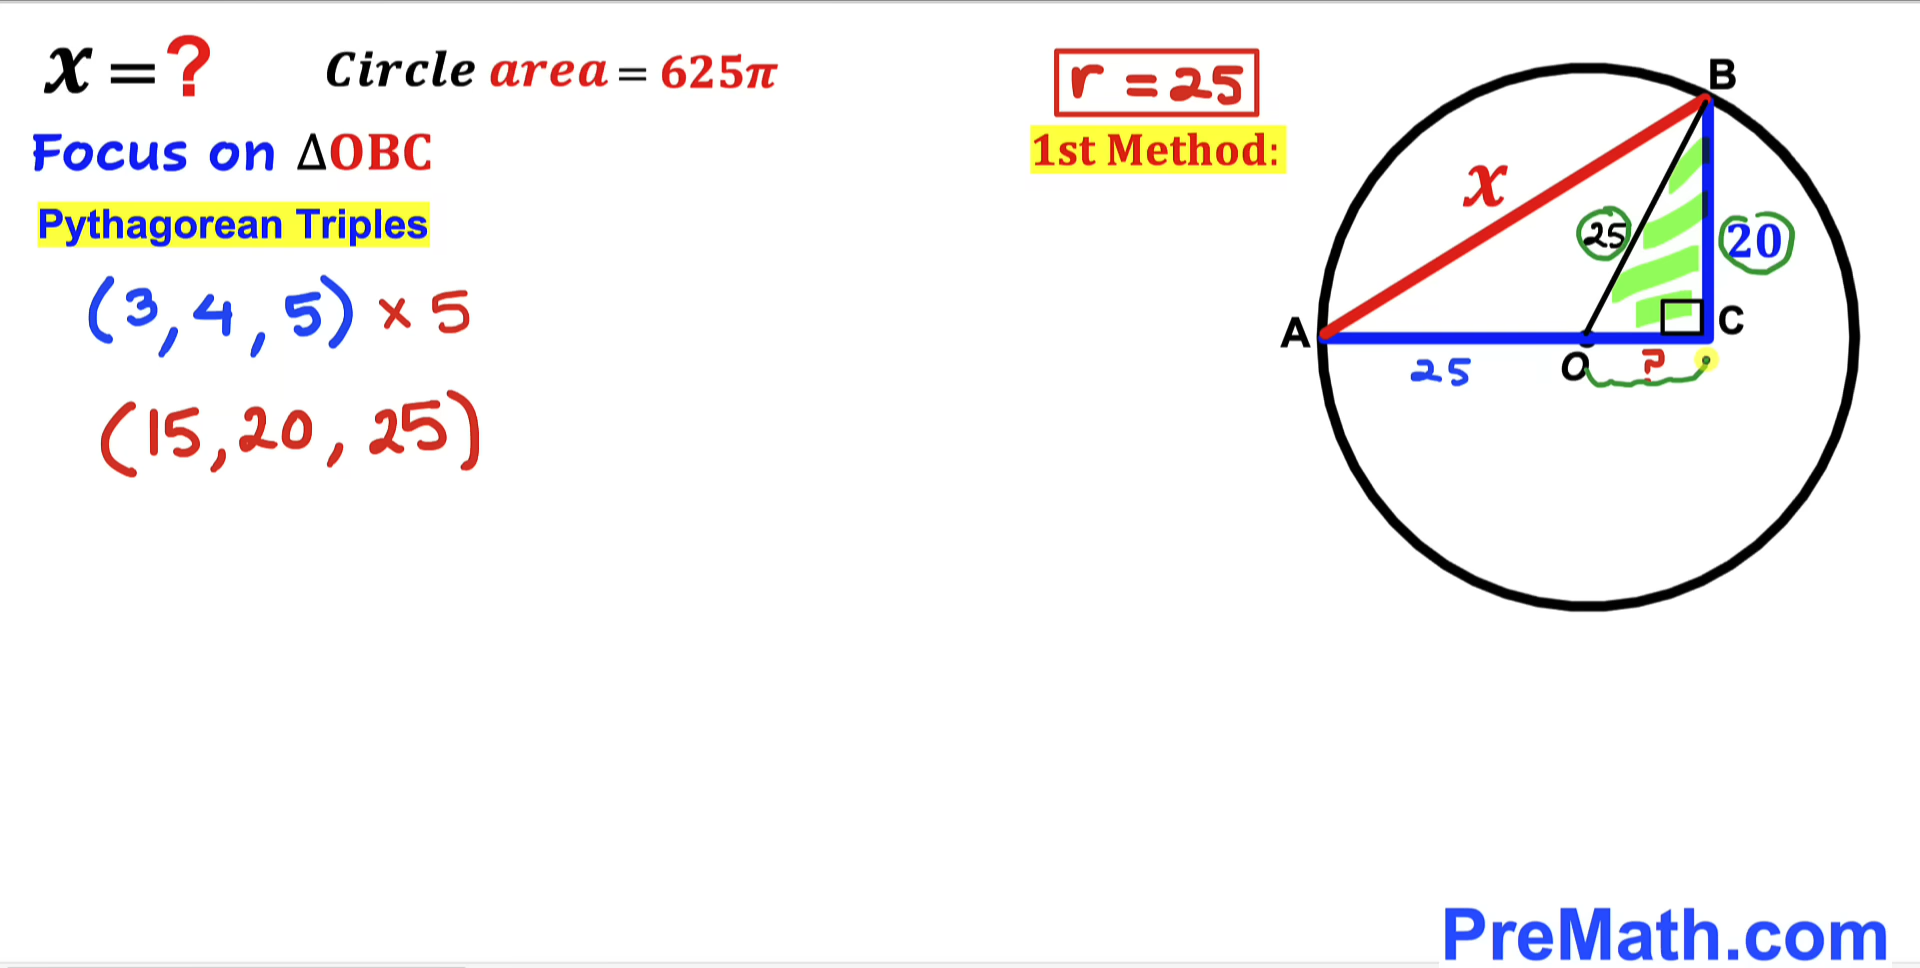 x = ?
Circle area = 625π
r = 25
Focus on ΔOBC
1st Method:
Pythagorean Triples
(3, 4, 5) × 5
(15, 20, 25)
B
x
25
20
A
C
25
O
?
PreMath.com